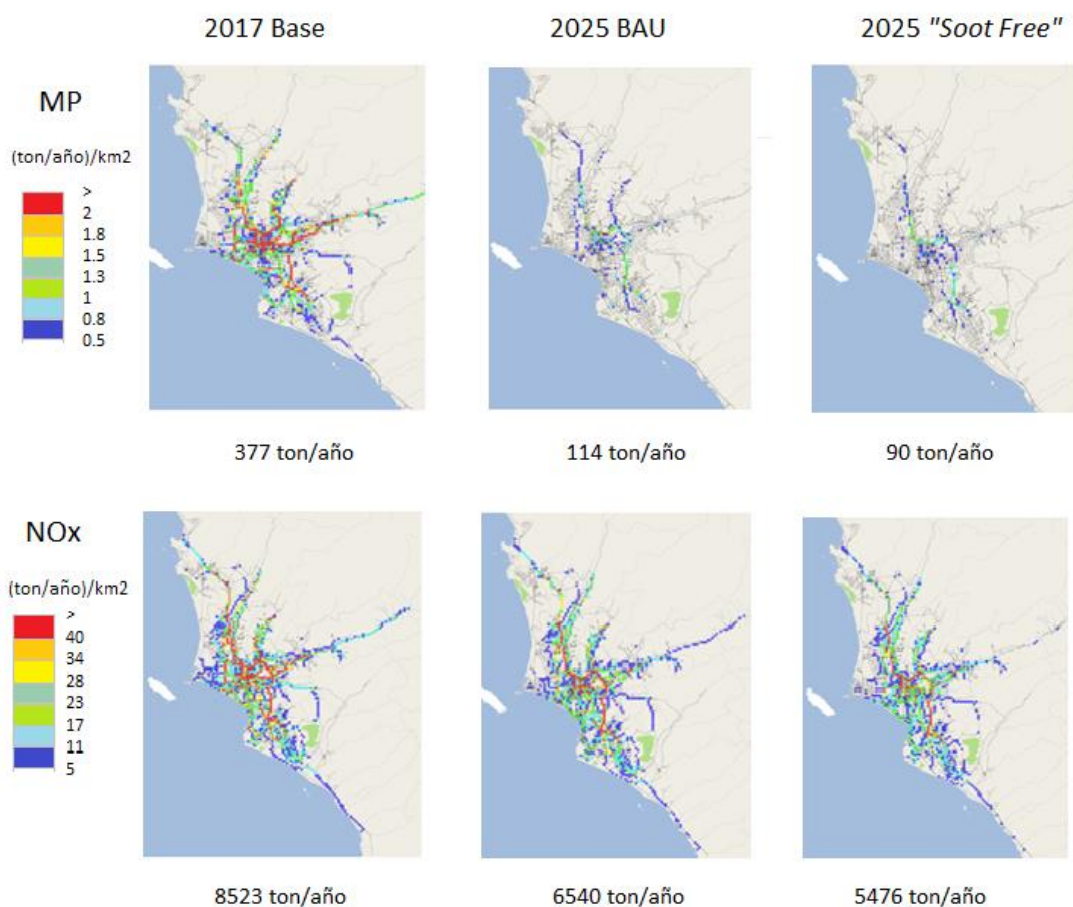 2017 Base
2025 BAU
2025 "Soot Free"
MP
(ton/año)/km2
>
2
1.8
1.5
1.3
1
0.8
0.5
377 ton/año
114 ton/año
90 ton/año
NOx
(ton/año)/km2
>
40
34
28
23
17
11
5
8523 ton/año
6540 ton/año
5476 ton/año